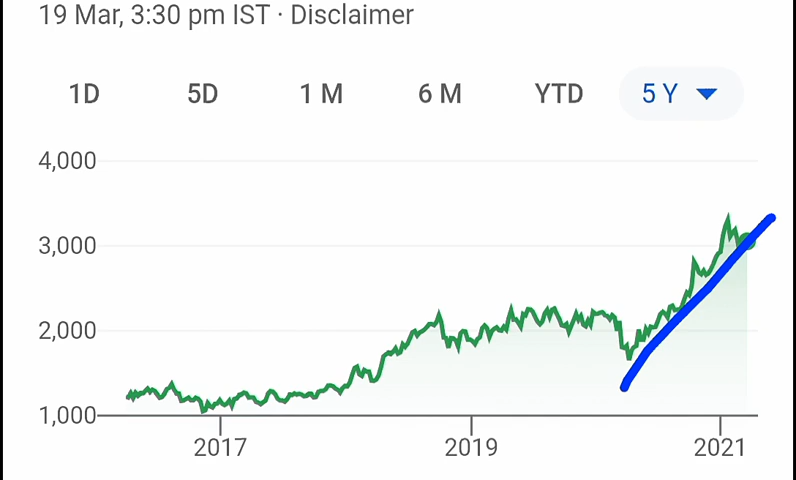 19 Mar, 3:30 pm IST · Disclaimer
1D 5D 1 M 6 M YTD 5 Y
4,000
3,000
2,000
1,000
2017 2019 2021